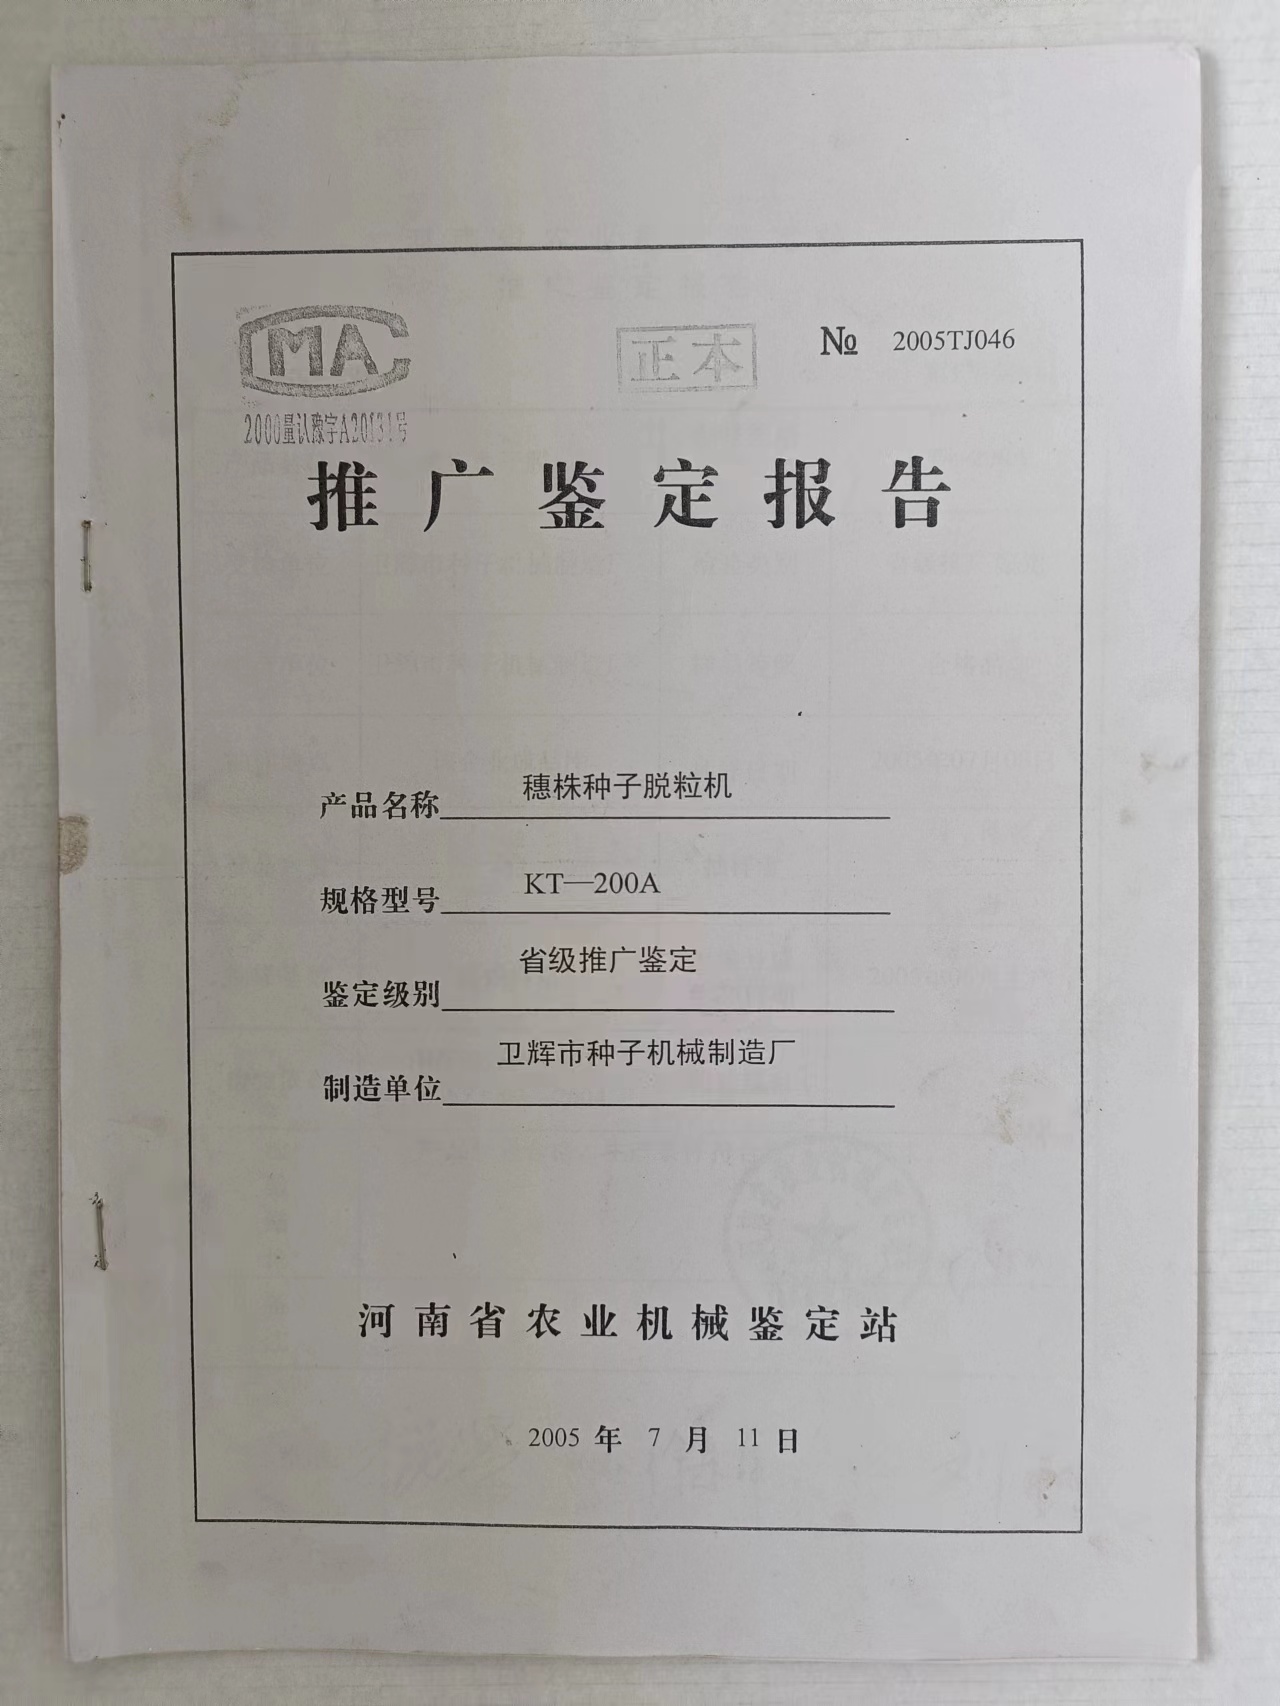 CMA
正本
№ 2005TJ046
2000量认豫字A20131号
推广鉴定报告
产品名称 穗株种子脱粒机
规格型号 KT—200A
鉴定级别 省级推广鉴定
制造单位 卫辉市种子机械制造厂
河南省农业机械鉴定站
2005 年 7 月 11 日